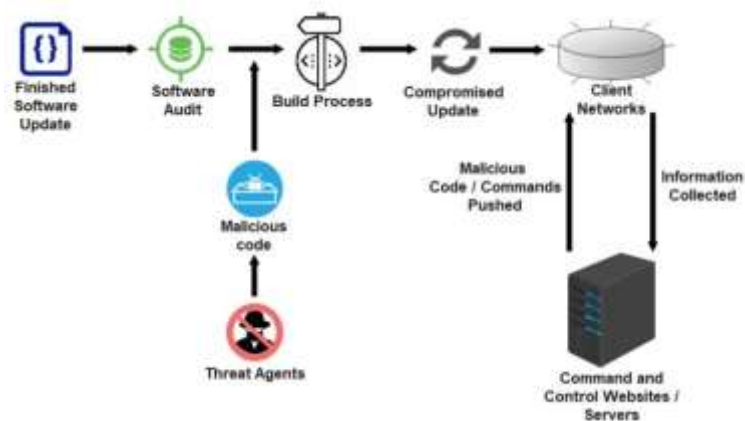 Finished
Software
Update
Software
Audit
Build Process
Compromised
Update
Client
Networks
Malicious
Code / Commands
Pushed
Information
Collected
Malicious
code
Threat Agents
Command and
Control Websites /
Servers